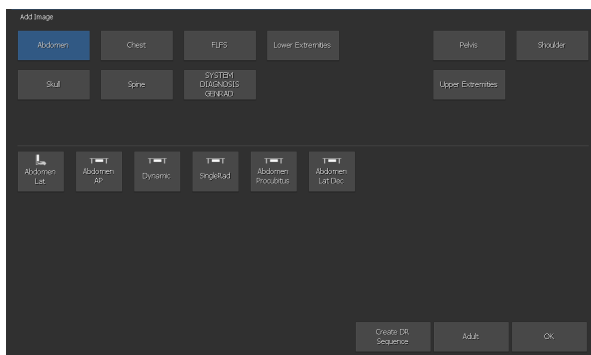 Add Image
Abdomen
Chest
FLFS
Lower Extremities
Pelvis
Shoulder
Skull
Spine
SYSTEM
DIAGNOSIS
GENRAD
Upper Extremities
Abdomen
Lat
Abdomen
AP
Dynamic
SingleRad
Abdomen
Procubitus
Abdomen
Lat Dec
Create DR
Sequence
Adult
OK